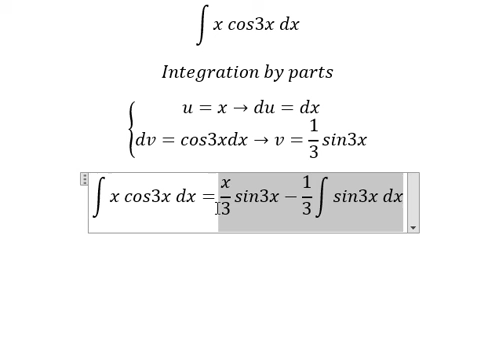 ∫ x cos3x dx
Integration by parts
{ u = x → du = dx
dv = cos3xdx → v = 1/3 sin3x
∫ x cos3x dx = x/3 sin3x − 1/3 ∫ sin3x dx